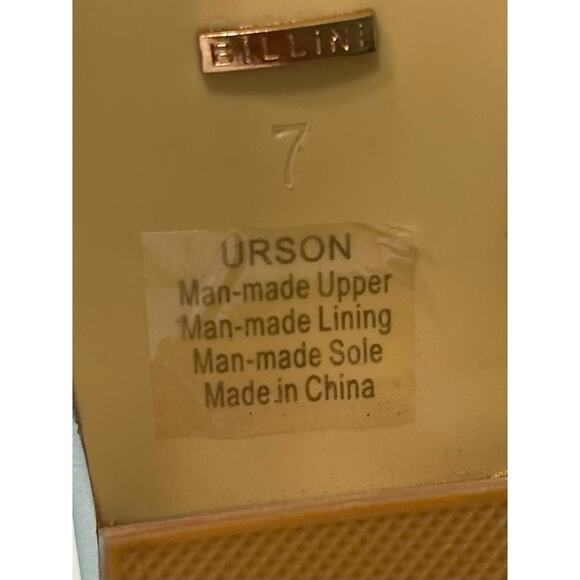 BILLINI
7
URSON
Man-made Upper
Man-made Lining
Man-made Sole
Made in China